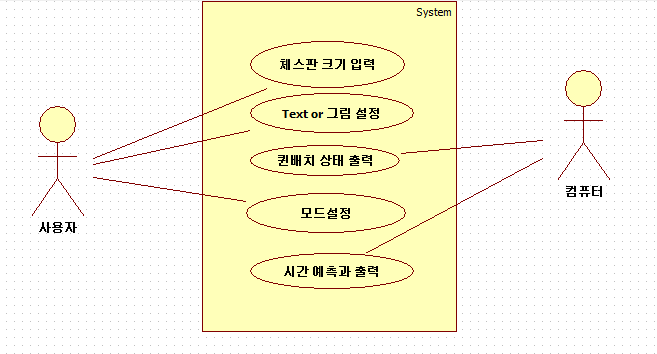 System
체스판 크기 입력
Text or 그림 설정
퀸배치 상태 출력
모드설정
시간 예측과 출력
사용자
컴퓨터